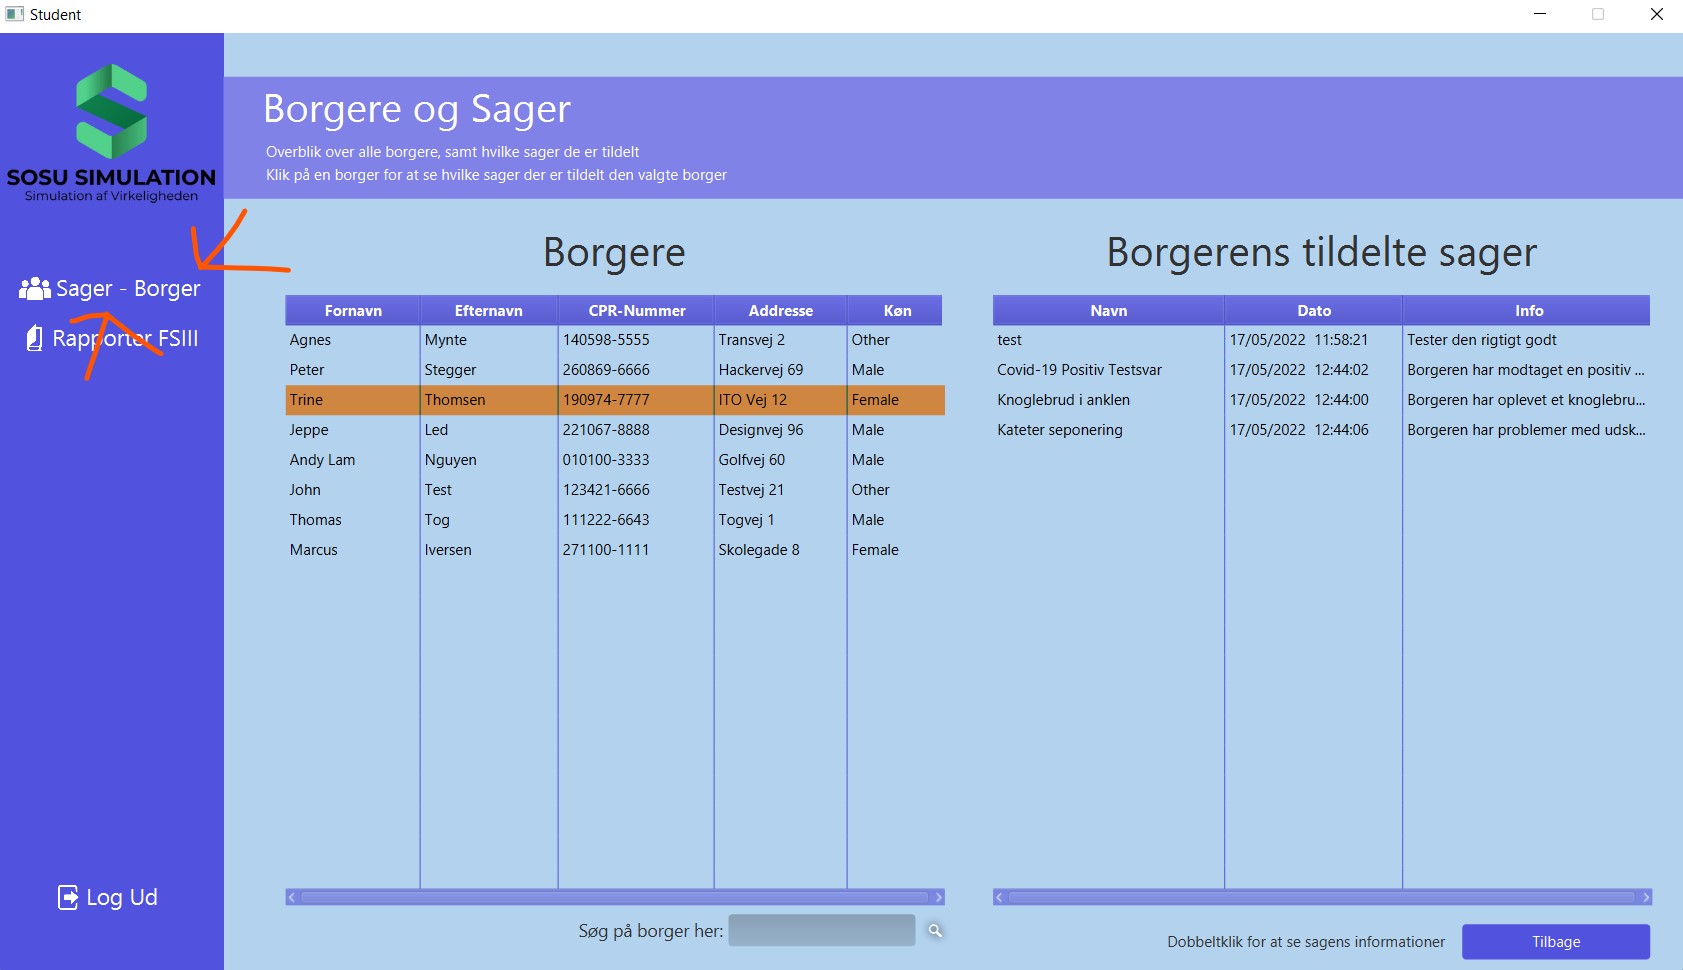 Student
SOSU SIMULATION
Simulation af Virkeligheden
Sager - Borger
Rapporter FSIII
Log Ud
Borgere og Sager
Overblik over alle borgere, samt hvilke sager de er tildelt
Klik på en borger for at se hvilke sager der er tildelt den valgte borger
Borgere
Fornavn Efternavn CPR-Nummer Addresse Køn
Agnes Mynte 140598-5555 Transvej 2 Other
Peter Stegger 260869-6666 Hackervej 69 Male
Trine Thomsen 190974-7777 ITO Vej 12 Female
Jeppe Led 221067-8888 Designvej 96 Male
Andy Lam Nguyen 010100-3333 Golfvej 60 Male
John Test 123421-6666 Testvej 21 Other
Thomas Tog 111222-6643 Togvej 1 Male
Marcus Iversen 271100-1111 Skolegade 8 Female
Søg på borger her:
Borgerens tildelte sager
Navn Dato Info
test 17/05/2022 11:58:21 Tester den rigtigt godt
Covid-19 Positiv Testsvar 17/05/2022 12:44:02 Borgeren har modtaget en positiv ...
Knoglebrud i anklen 17/05/2022 12:44:00 Borgeren har oplevet et knoglebru...
Kateter seponering 17/05/2022 12:44:06 Borgeren har problemer med udsk...
Dobbeltklik for at se sagens informationer
Tilbage